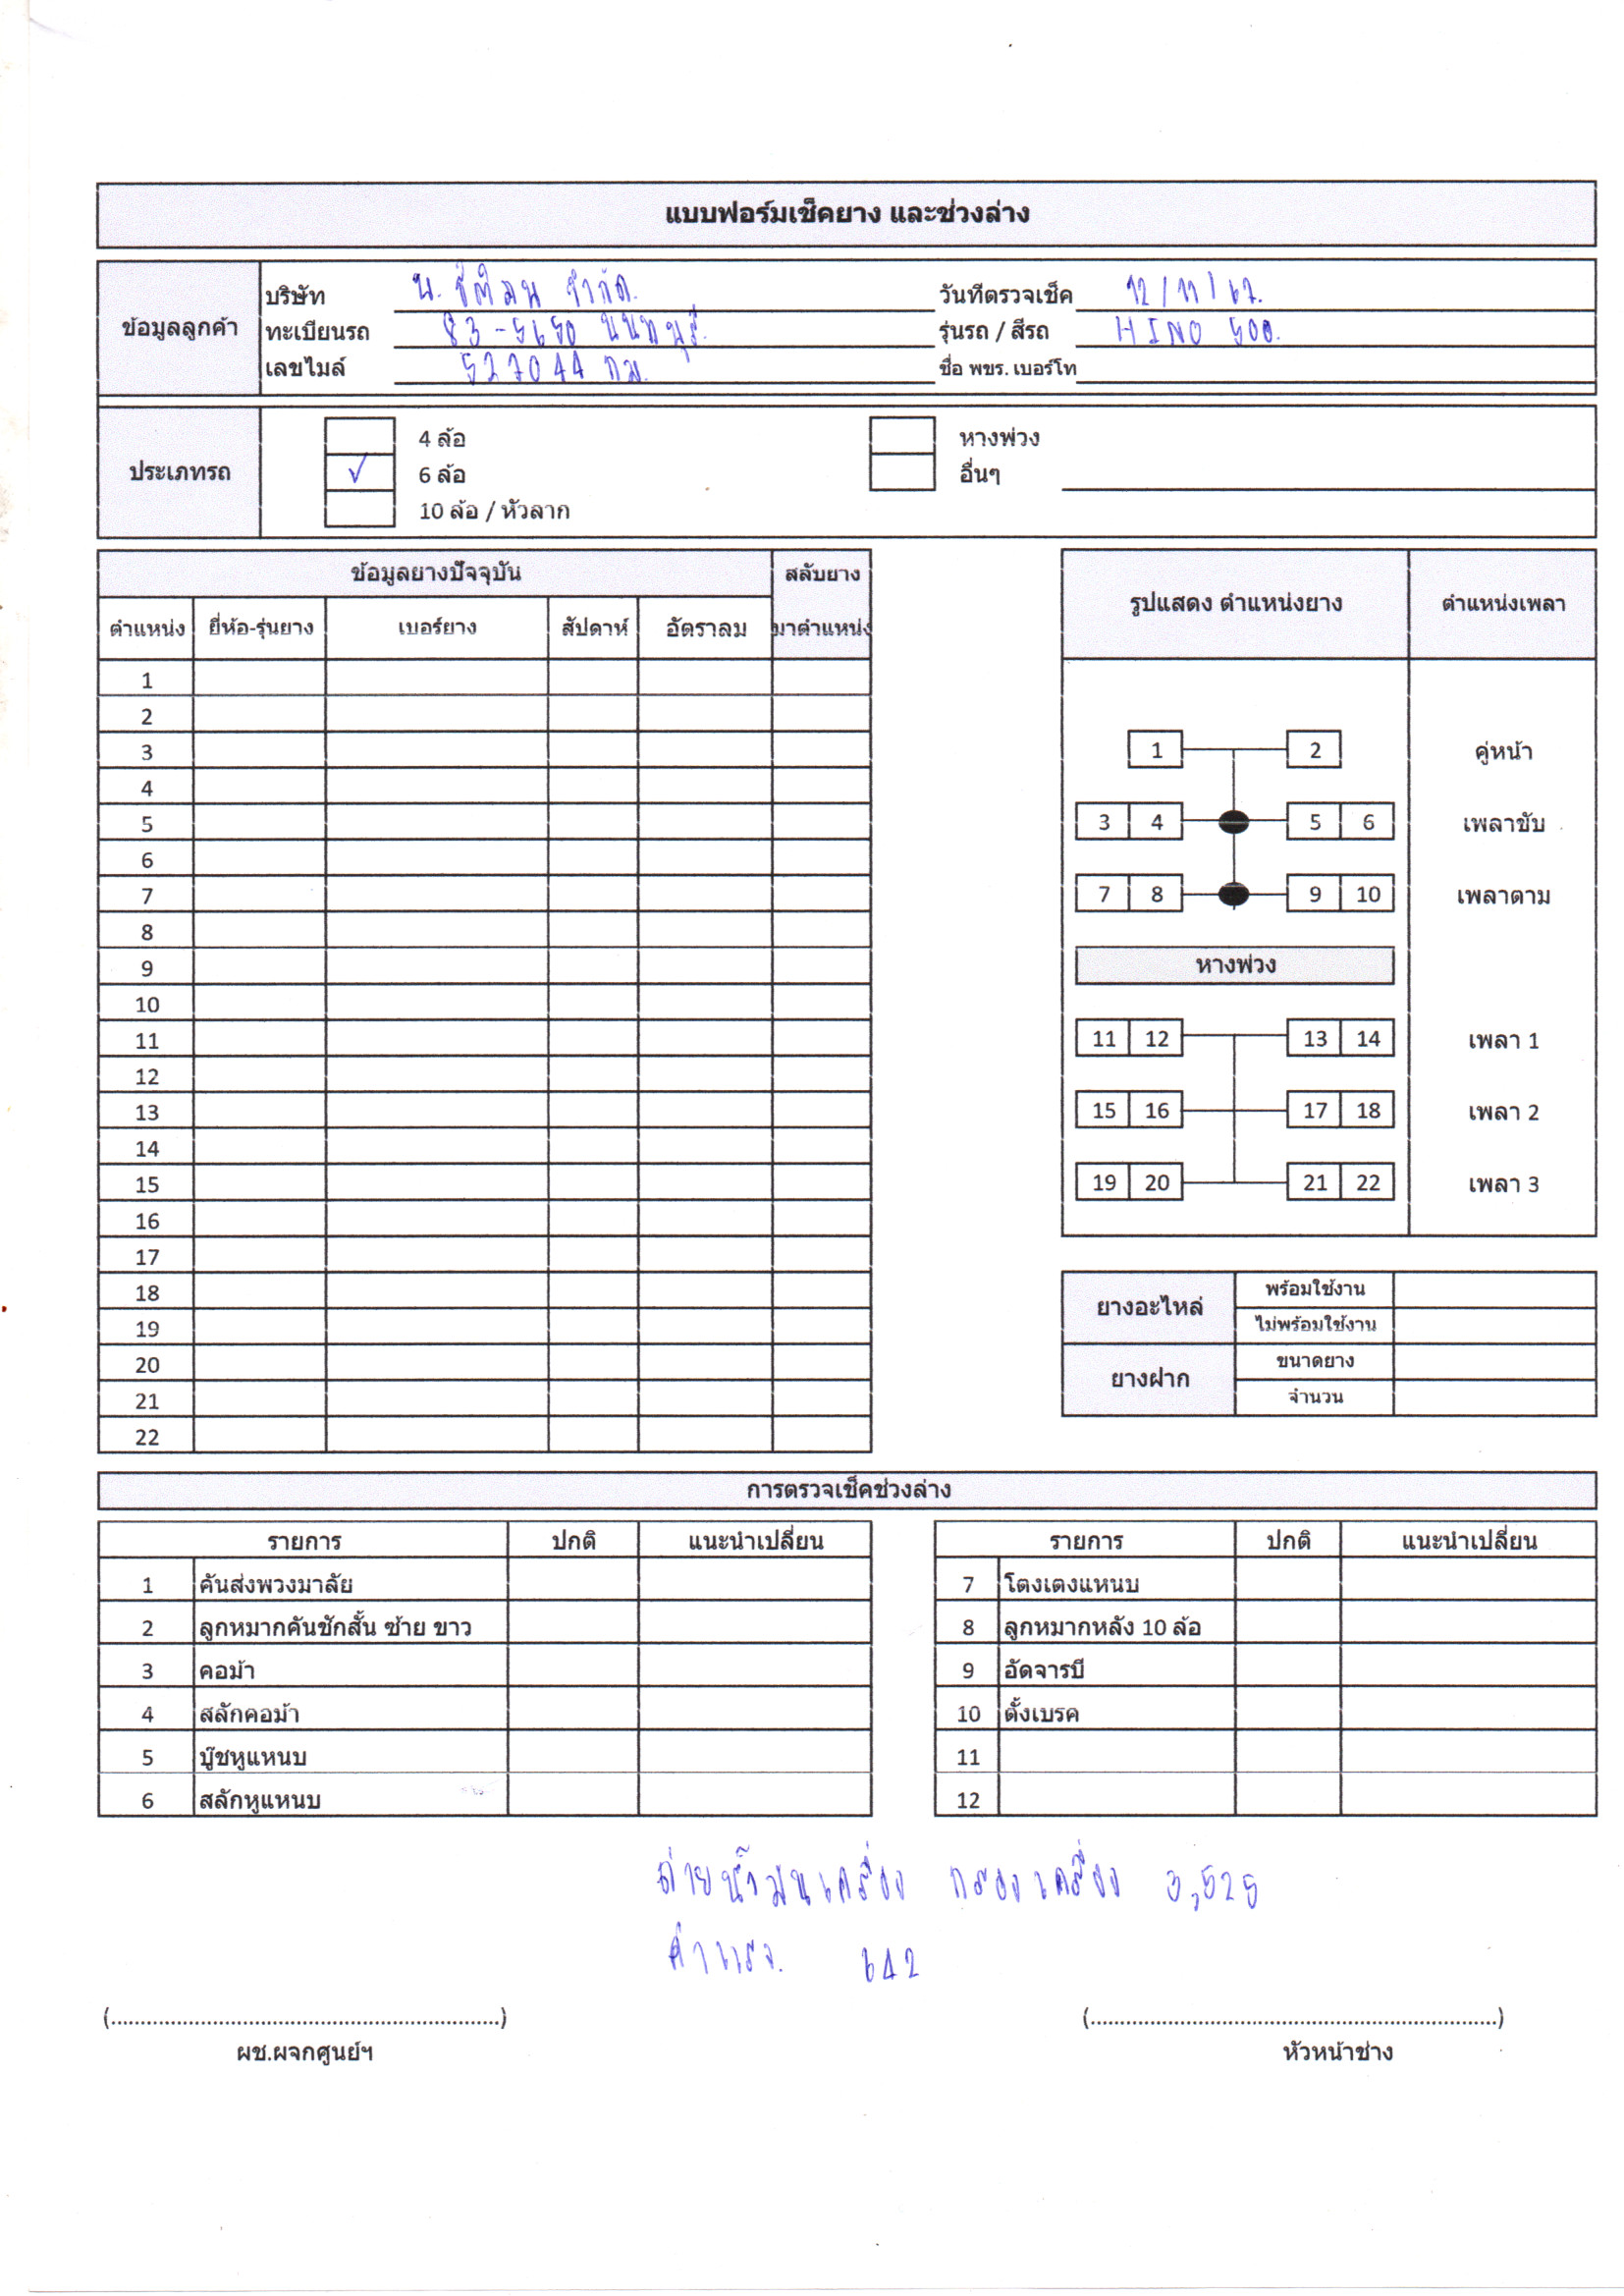 แบบฟอร์มเช็คยาง และช่วงล่าง
ข้อมูลลูกค้า
บริษัท จำกัด. วันที่ตรวจเช็ค 12/11/67.
ทะเบียนรถ 83-5650 นนทบุรี. รุ่นรถ / สีรถ HINO 500.
เลขไมล์ 527044 กม. ชื่อ พขร. เบอร์โท
ประเภทรถ
4 ล้อ หางพ่วง
✓ 6 ล้อ อื่นๆ
10 ล้อ / หัวลาก
ข้อมูลยางปัจจุบัน สลับยาง
ตำแหน่ง ยี่ห้อ-รุ่นยาง เบอร์ยาง สัปดาห์ อัตราลม มาตำแหน่ง
1
2
3
4
5
6
7
8
9
10
11
12
13
14
15
16
17
18
19
20
21
22
รูปแสดง ตำแหน่งยาง ตำแหน่งเพลา
1 2 คู่หน้า
3 4 5 6 เพลาขับ
7 8 9 10 เพลาตาม
หางพ่วง
11 12 13 14 เพลา 1
15 16 17 18 เพลา 2
19 20 21 22 เพลา 3
ยางอะไหล่ พร้อมใช้งาน
ไม่พร้อมใช้งาน
ยางฝาก ขนาดยาง
จำนวน
การตรวจเช็คช่วงล่าง
รายการ ปกติ แนะนำเปลี่ยน รายการ ปกติ แนะนำเปลี่ยน
1 คันส่งพวงมาลัย 7 โตงเตงแหนบ
2 ลูกหมากคันชักสั้น ซ้าย ขาว 8 ลูกหมากหลัง 10 ล้อ
3 คอม้า 9 อัดจารบี
4 สลักคอม้า 10 ตั้งเบรค
5 บู๊ชหูแหนบ 11
6 สลักหูแหนบ 12
ถ่ายน้ำมันเครื่อง กรองเครื่อง 3,525
ค่าแรง. 642
(.................................................................) (.................................................................)
ผช.ผจกศูนย์ฯ หัวหน้าช่าง